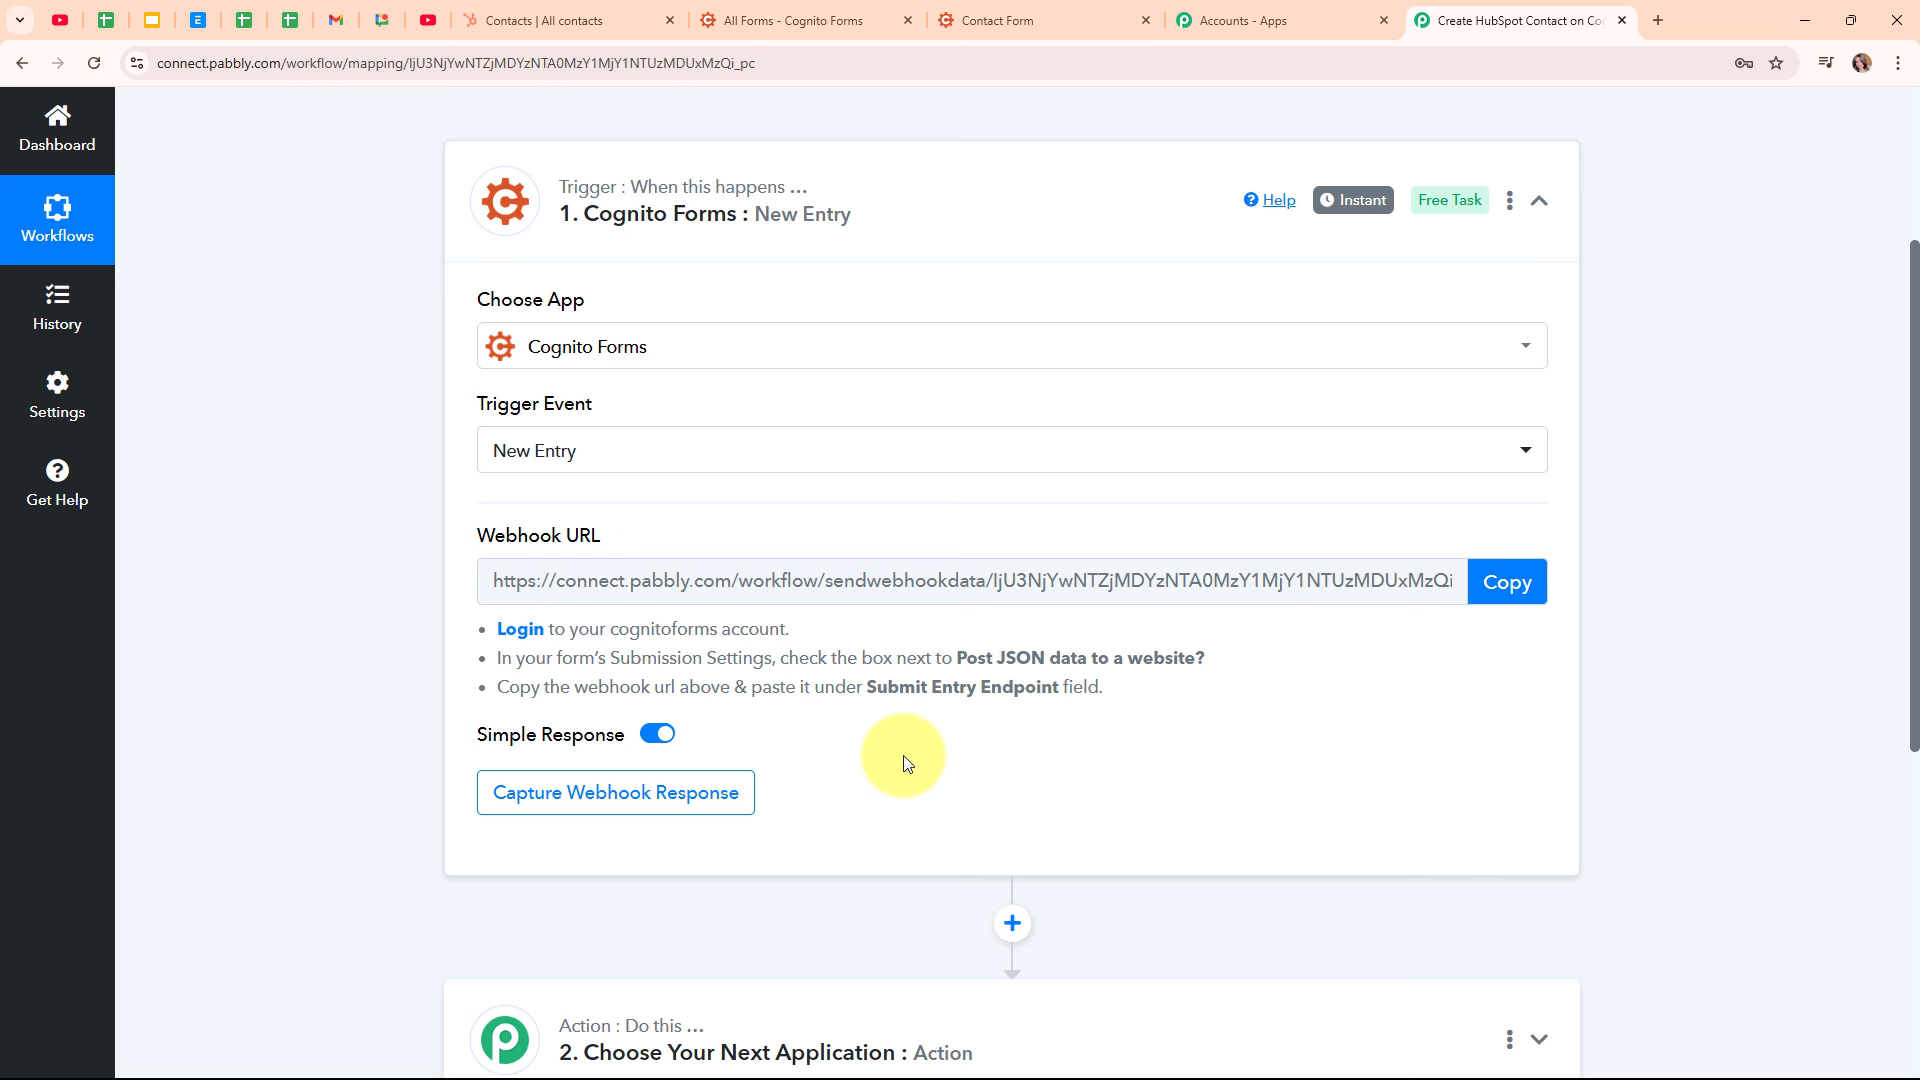 Contacts | All contacts
All Forms - Cognito Forms
Contact Form
Accounts - Apps
Create HubSpot Contact on Co
connect.pabbly.com/workflow/mapping/IjU3NjYwNTZjMDYzNTA0MzY1MjY1NTUzMDUxMzQi_pc
Dashboard
Workflows
History
Settings
Get Help
Trigger : When this happens ...
1. Cognito Forms : New Entry
Help
Instant
Free Task
Choose App
Cognito Forms
Trigger Event
New Entry
Webhook URL
https://connect.pabbly.com/workflow/sendwebhookdata/IjU3NjYwNTZjMDYzNTA0MzY1MjY1NTUzMDUxMzQi
Copy
• Login to your cognitoforms account.
• In your form's Submission Settings, check the box next to Post JSON data to a website?
• Copy the webhook url above & paste it under Submit Entry Endpoint field.
Simple Response
Capture Webhook Response
Action : Do this ...
2. Choose Your Next Application : Action